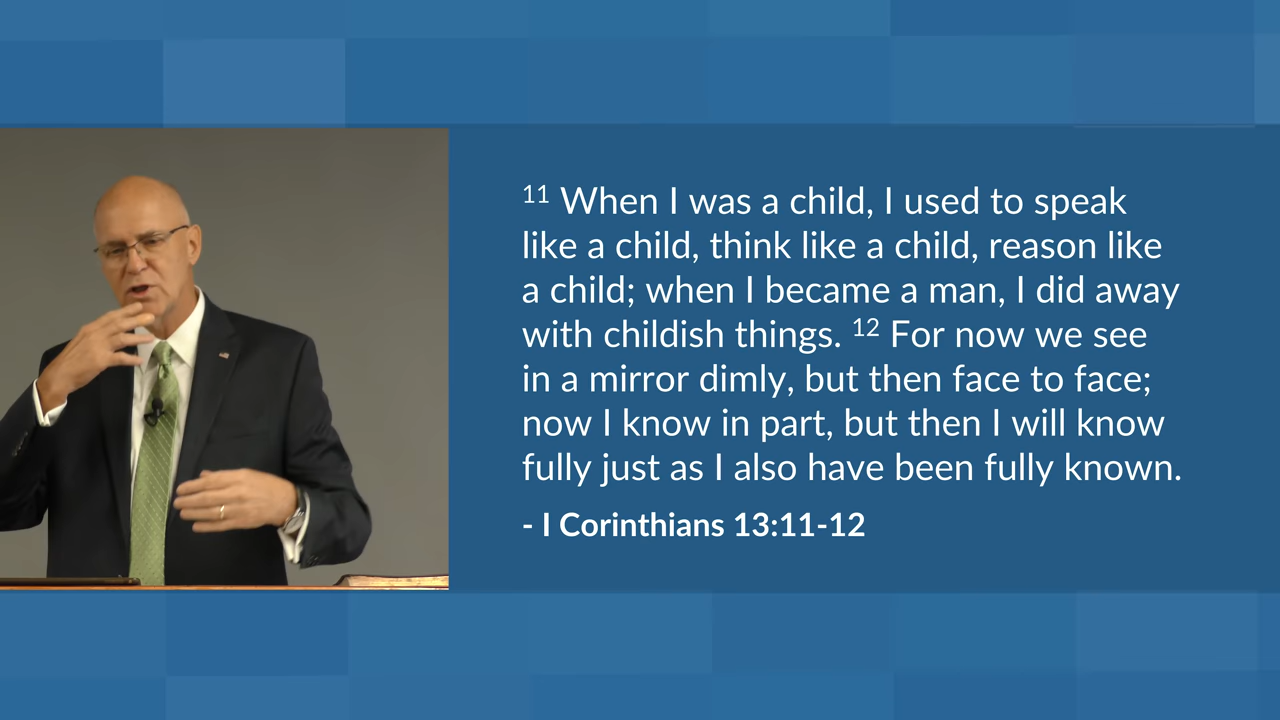 11 When I was a child, I used to speak
like a child, think like a child, reason like
a child; when I became a man, I did away
with childish things. 12 For now we see
in a mirror dimly, but then face to face;
now I know in part, but then I will know
fully just as I also have been fully known.
- I Corinthians 13:11-12